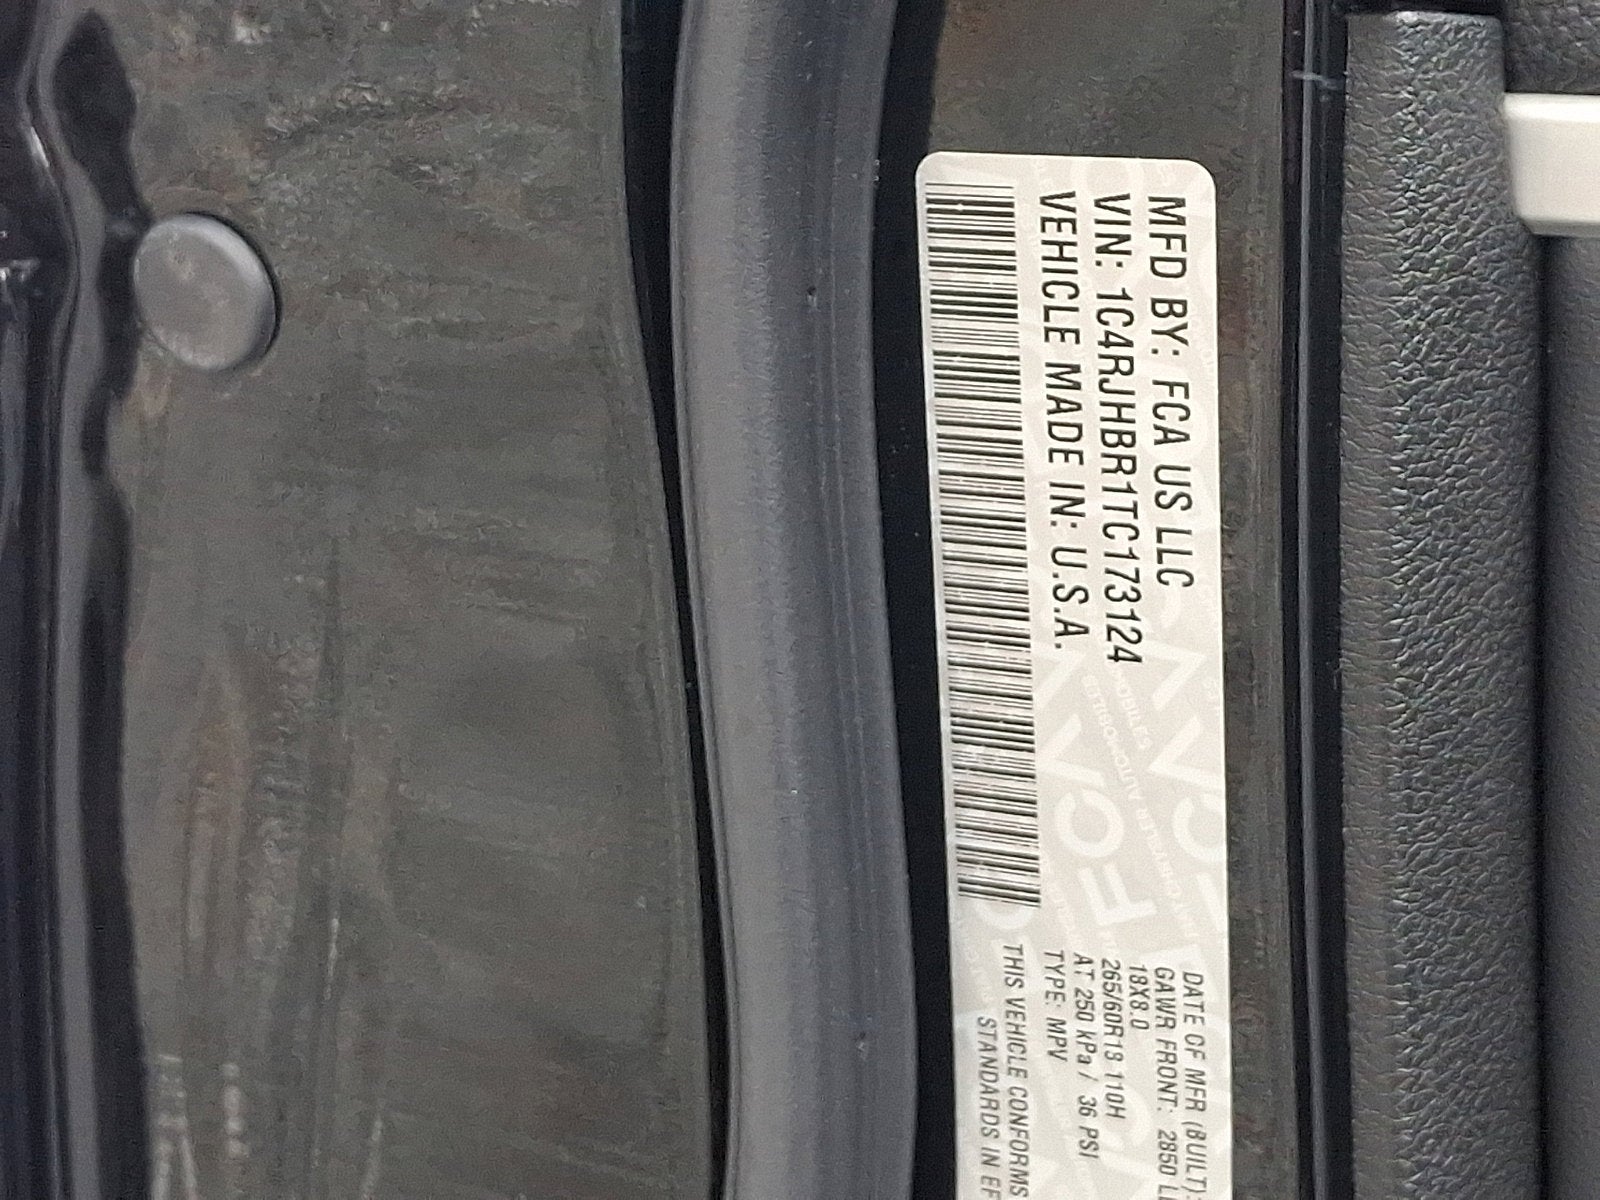 MFD BY: FCA US LLC
VIN: 1C4RJHBR1TC173124
VEHICLE MADE IN: U.S.A.
DATE OF MFR (BUILT):
GAWR FRONT: 2850
18X8.0
265/60R18 110H
AT: 250 kPa / 36 PSI
TYPE: MPV
THIS VEHICLE CONFORMS
STANDARDS IN